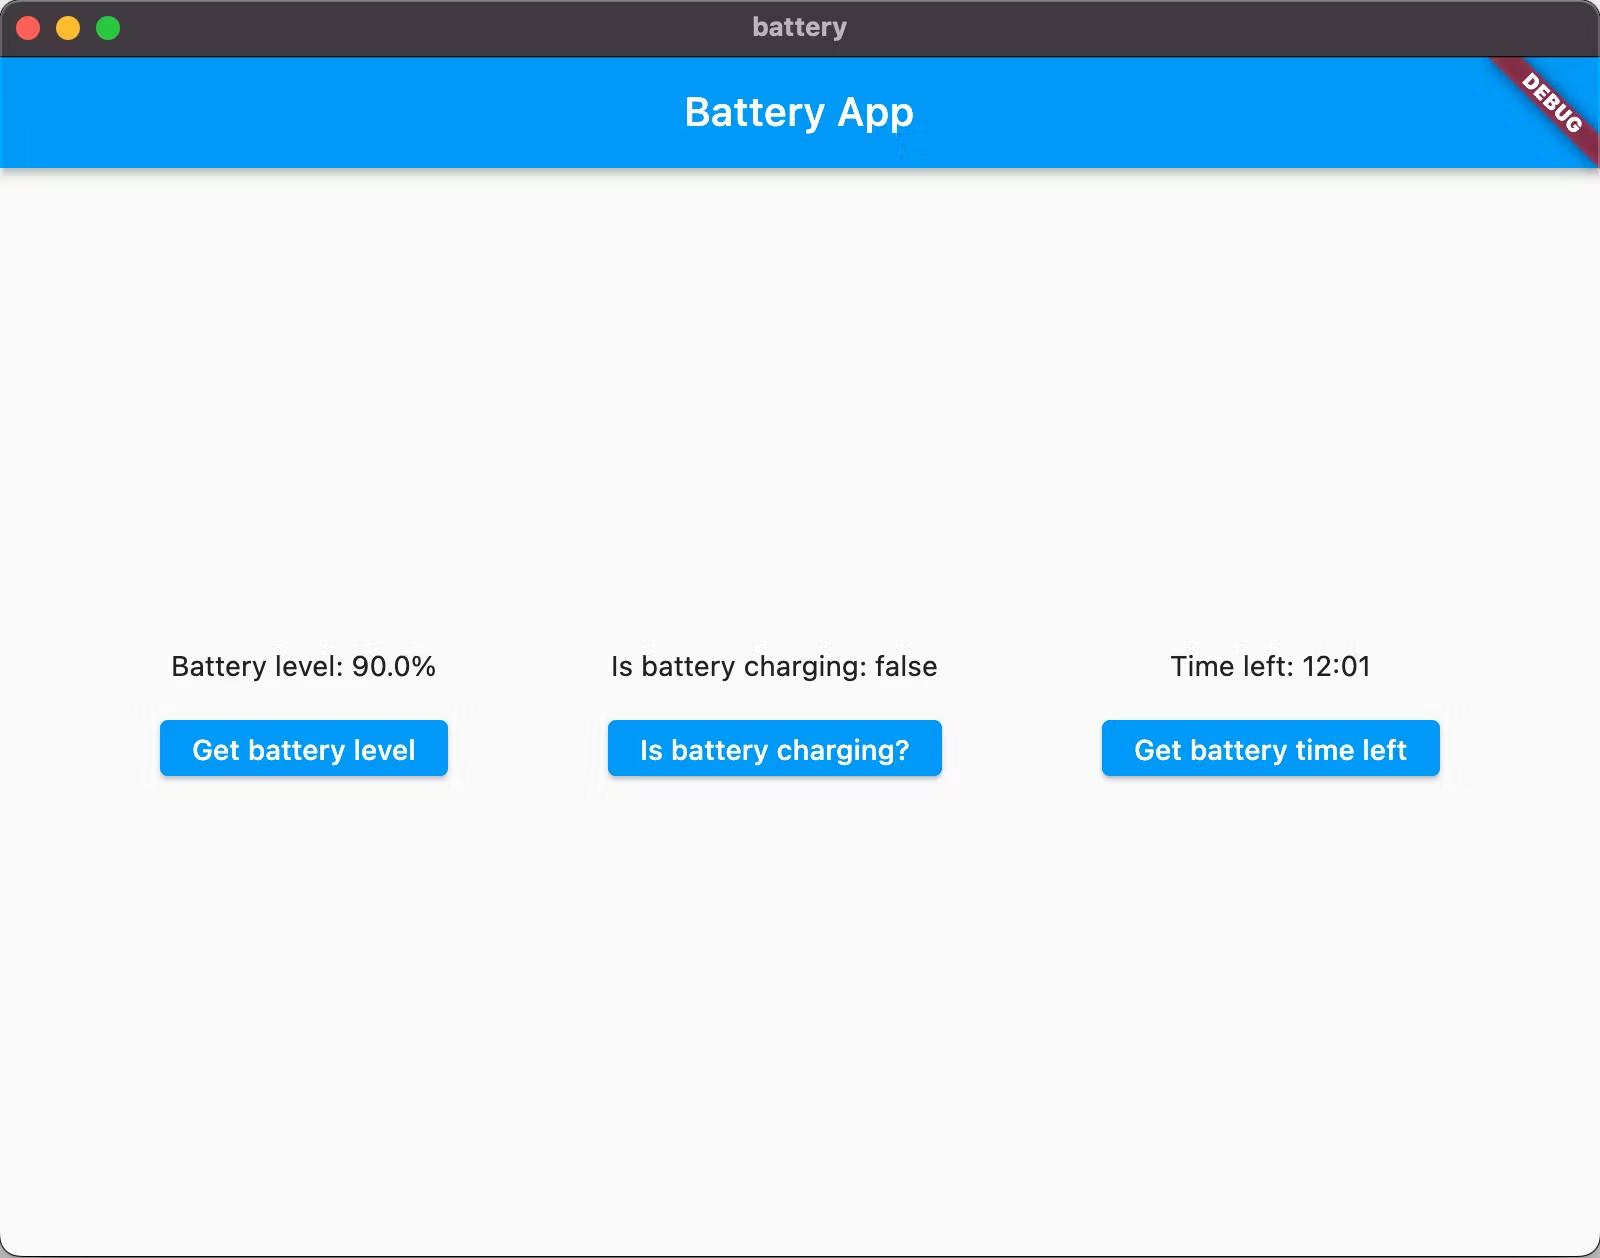 battery
Battery App
DEBUG
Battery level: 90.0%
Is battery charging: false
Time left: 12:01
Get battery level
Is battery charging?
Get battery time left